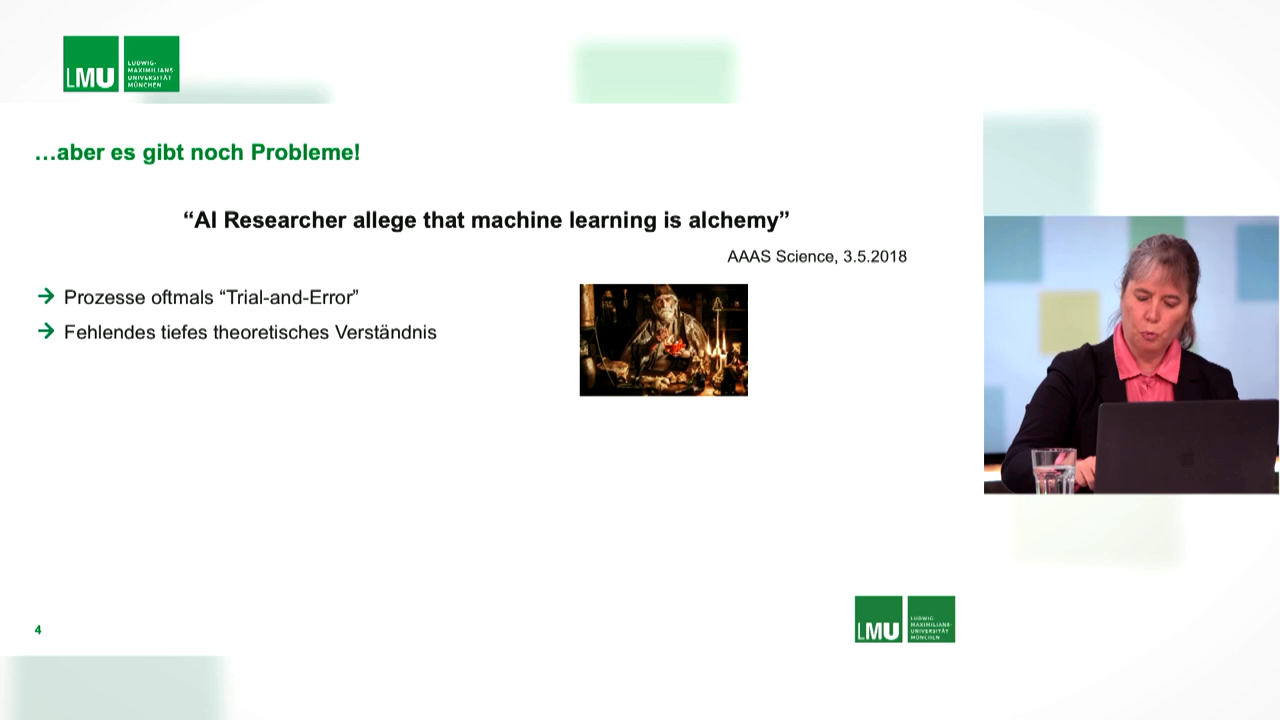 LMU LUDWIG-
MAXIMILIANS-
UNIVERSITÄT
MÜNCHEN
…aber es gibt noch Probleme!
“AI Researcher allege that machine learning is alchemy”
AAAS Science, 3.5.2018
→ Prozesse oftmals “Trial-and-Error”
→ Fehlendes tiefes theoretisches Verständnis
4
LMU LUDWIG-
MAXIMILIANS-
UNIVERSITÄT
MÜNCHEN